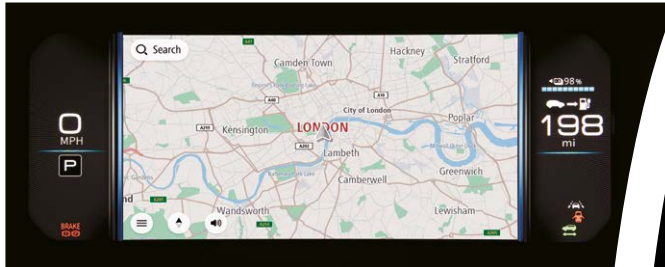 Search
Hackney
Stratford
Camden Town
City of London
Poplar
Kensington
LONDON
Lambeth
Camberwell
Greenwich
Wandsworth
Lewisham
0
MPH
P
BRAKE
98%
198
mi